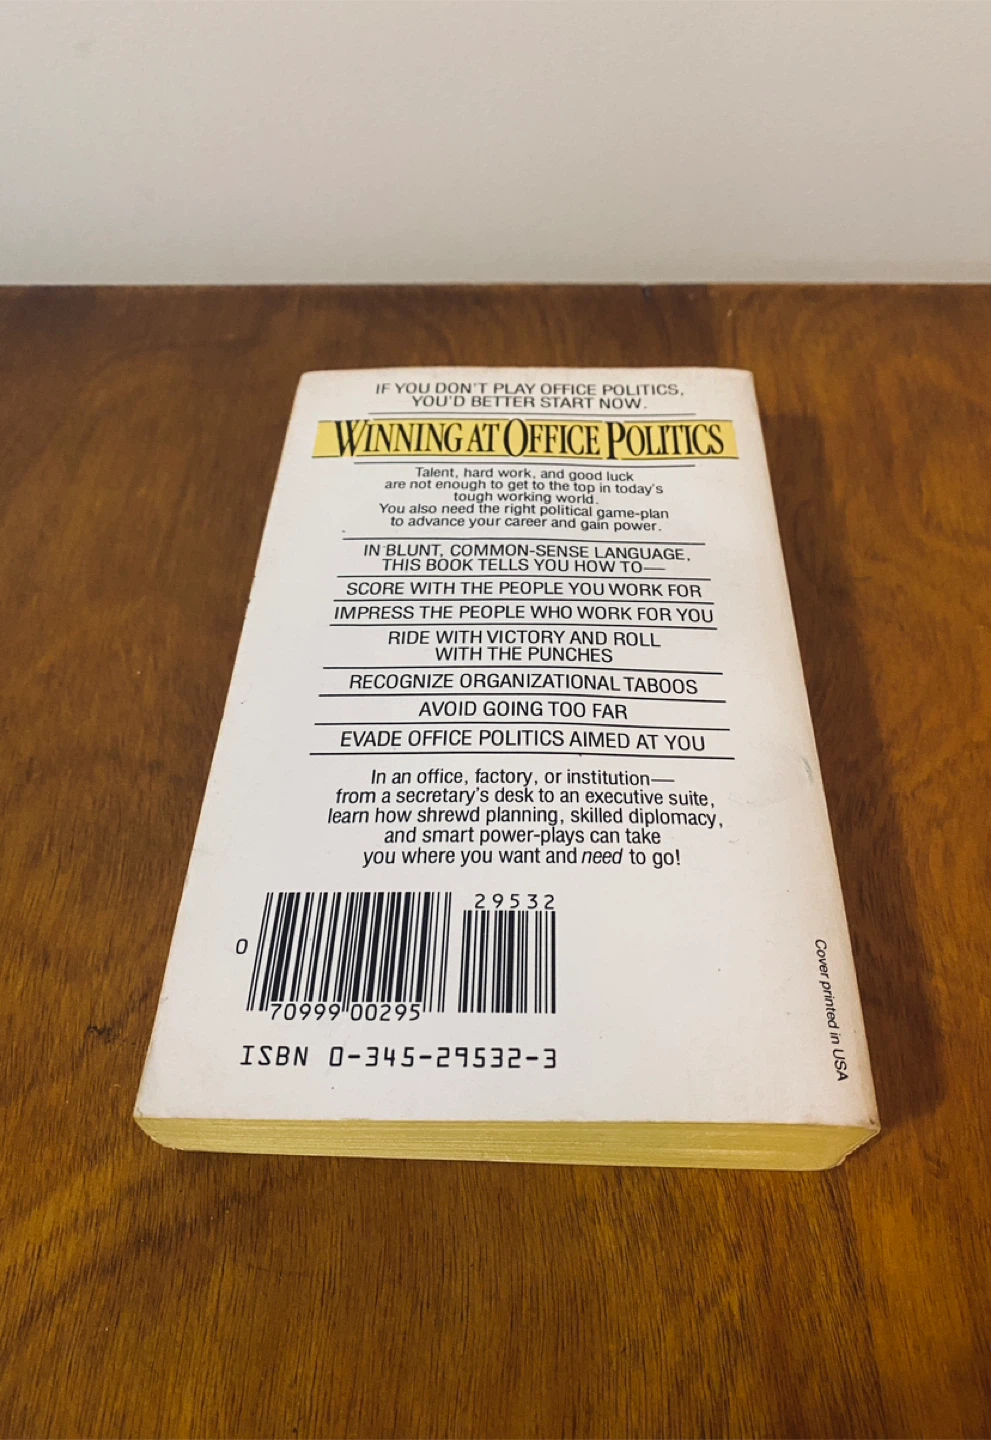 IF YOU DON'T PLAY OFFICE POLITICS,
YOU'D BETTER START NOW.
WINNING AT OFFICE POLITICS
Talent, hard work, and good luck
are not enough to get to the top in today's
tough working world.
You also need the right political game-plan
to advance your career and gain power.
IN BLUNT, COMMON-SENSE LANGUAGE,
THIS BOOK TELLS YOU HOW TO—
SCORE WITH THE PEOPLE YOU WORK FOR
IMPRESS THE PEOPLE WHO WORK FOR YOU
RIDE WITH VICTORY AND ROLL
WITH THE PUNCHES
RECOGNIZE ORGANIZATIONAL TABOOS
AVOID GOING TOO FAR
EVADE OFFICE POLITICS AIMED AT YOU
In an office, factory, or institution—
from a secretary's desk to an executive suite,
learn how shrewd planning, skilled diplomacy,
and smart power-plays can take
you where you want and need to go!
29532
0
70999 00295
ISBN 0-345-29532-3
Cover printed in USA